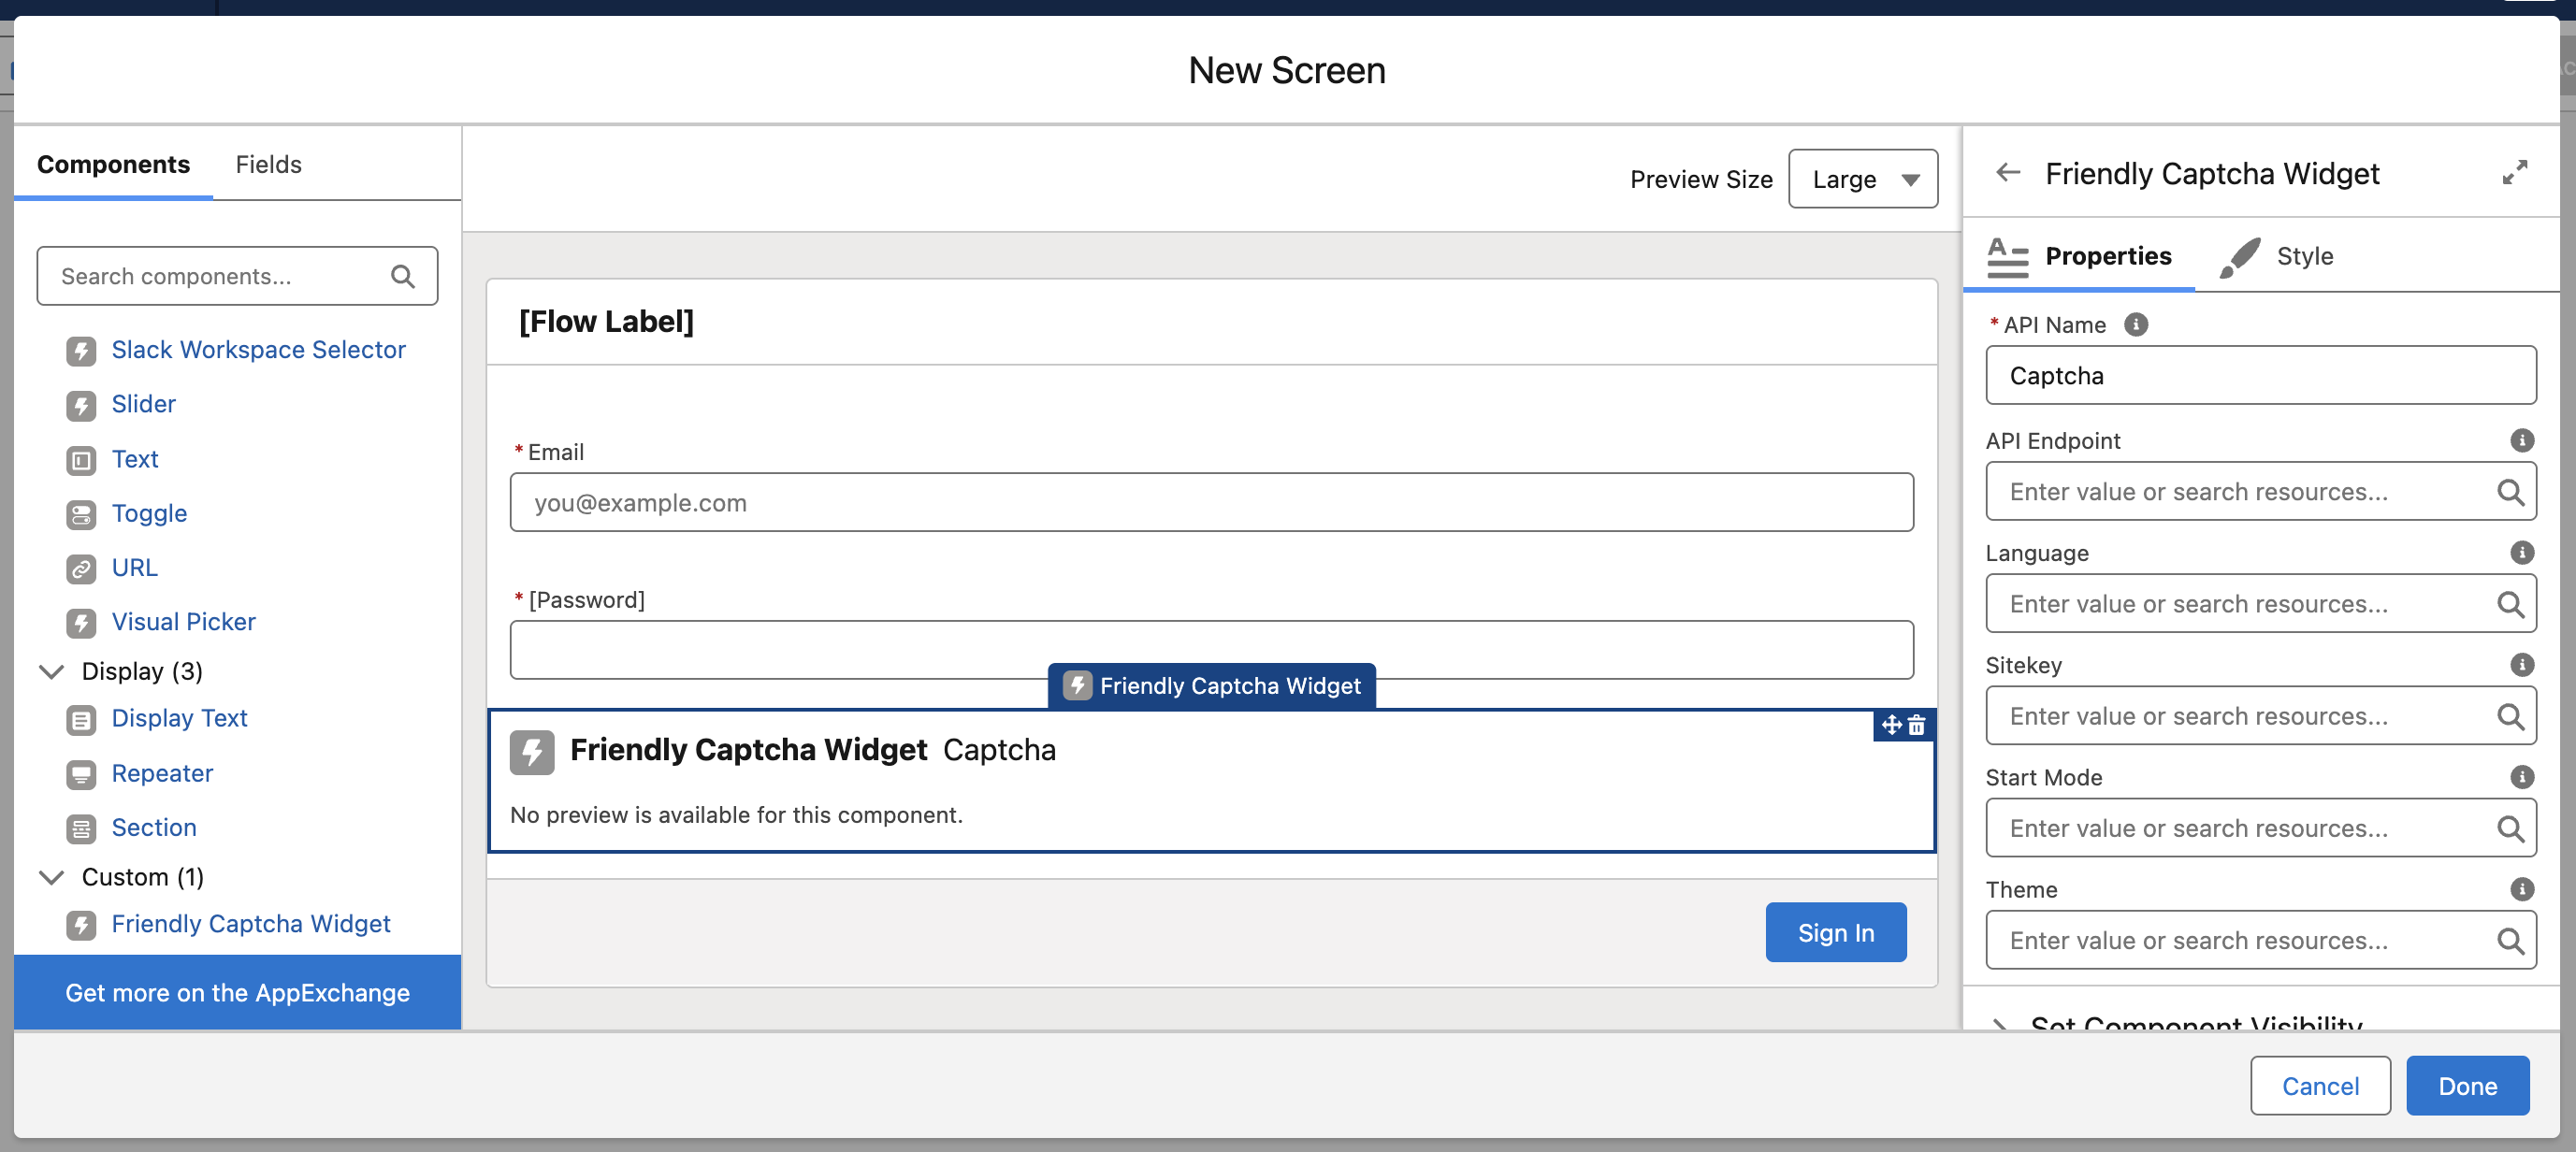 New Screen
Components
Fields
Search components...
Slack Workspace Selector
Slider
Text
Toggle
URL
Visual Picker
Display (3)
Display Text
Repeater
Section
Custom (1)
Friendly Captcha Widget
Get more on the AppExchange
Preview Size
Large
[Flow Label]
* Email
you@example.com
* [Password]
Friendly Captcha Widget
Friendly Captcha Widget Captcha
No preview is available for this component.
Sign In
Friendly Captcha Widget
Properties
Style
* API Name
Captcha
API Endpoint
Enter value or search resources...
Language
Enter value or search resources...
Sitekey
Enter value or search resources...
Start Mode
Enter value or search resources...
Theme
Enter value or search resources...
Set Component Visibility
Cancel
Done